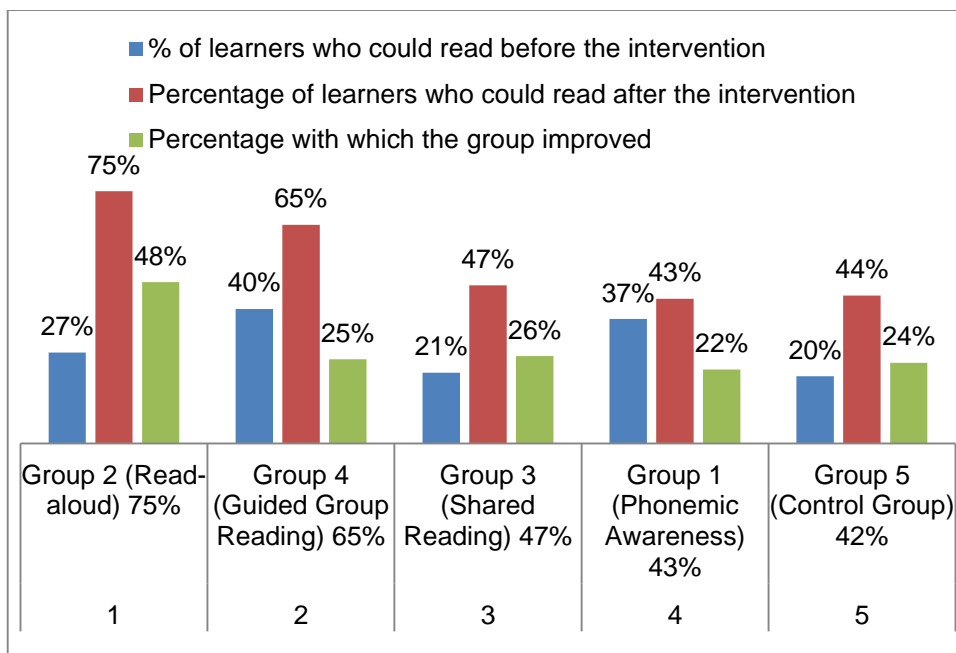 % of learners who could read before the intervention
Percentage of learners who could read after the intervention
Percentage with which the group improved
27% 75% 48%
40% 65% 25%
21% 47% 26%
37% 43% 22%
20% 44% 24%
Group 2 (Read-
aloud) 75%
Group 4
(Guided Group
Reading) 65%
Group 3
(Shared
Reading) 47%
Group 1
(Phonemic
Awareness)
43%
Group 5
(Control Group)
42%
1 2 3 4 5